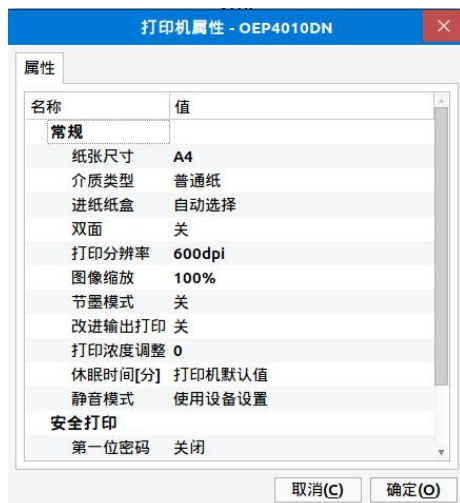 打印机属性 - OEP4010DN
属性
名称 值
常规
纸张尺寸 A4
介质类型 普通纸
进纸纸盒 自动选择
双面 关
打印分辨率 600dpi
图像缩放 100%
节墨模式 关
改进输出打印 关
打印浓度调整 0
休眠时间[分] 打印机默认值
静音模式 使用设备设置
安全打印
第一位密码 关闭
取消(C) 确定(O)